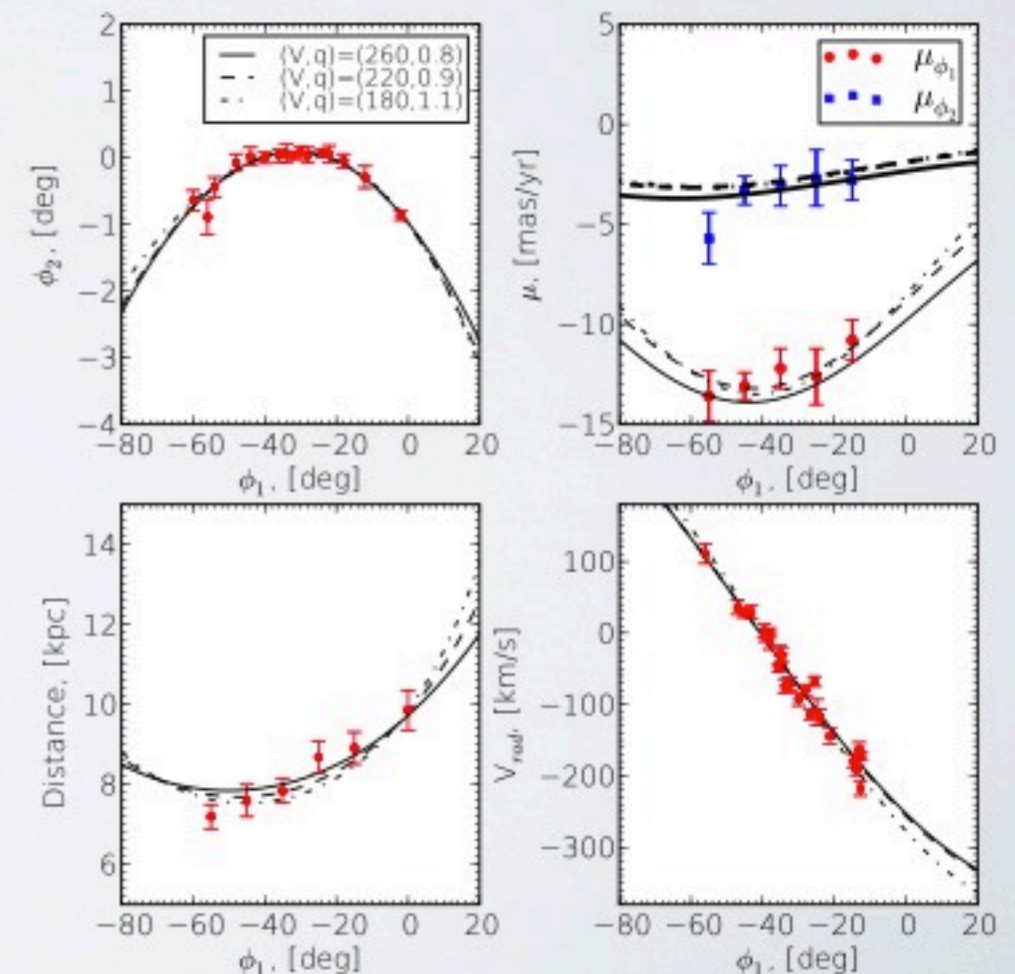 2
1
0
−1
−2
−3
−4
−80 −60 −40 −20 0 20
ϕ₂, [deg]
ϕ₁, [deg]
(V,q)=(260,0.8)
(V,q)=(220,0.9)
(V,q)=(180,1.1)
5
0
−5
−10
−15
−80 −60 −40 −20 0 20
μ, [mas/yr]
ϕ₁, [deg]
μ_ϕ₁
μ_ϕ₂
14
12
10
8
6
−80 −60 −40 −20 0 20
Distance, [kpc]
ϕ₁, [deg]
100
0
−100
−200
−300
−80 −60 −40 −20 0 20
V_rad, [km/s]
ϕ₁, [deg]